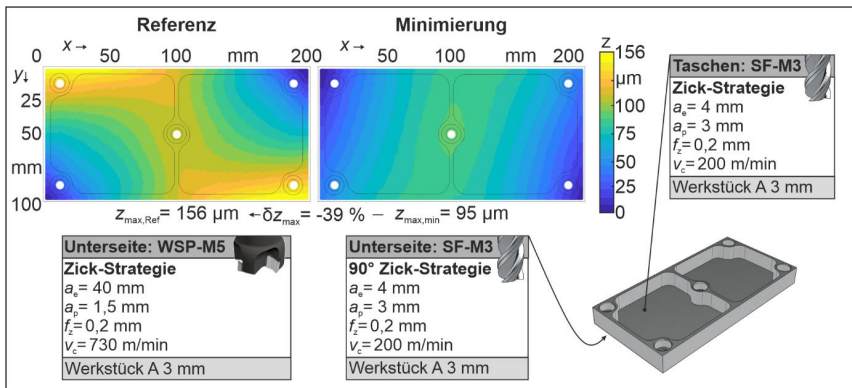 Referenz
Minimierung
0 x→ 50 100 mm 200
x→ 50 100 mm 200
y↓
25
50
mm
100
z
156
µm
100
75
50
25
0
z_max,Ref = 156 µm ←δz_max = -39 % – z_max,min = 95 µm
Taschen: SF-M3
Zick-Strategie
a_e = 4 mm
a_p = 3 mm
f_z = 0,2 mm
v_c = 200 m/min
Werkstück A 3 mm
Unterseite: WSP-M5
Zick-Strategie
a_e = 40 mm
a_p = 1,5 mm
f_z = 0,2 mm
v_c = 730 m/min
Werkstück A 3 mm
Unterseite: SF-M3
90° Zick-Strategie
a_e = 4 mm
a_p = 3 mm
f_z = 0,2 mm
v_c = 200 m/min
Werkstück A 3 mm